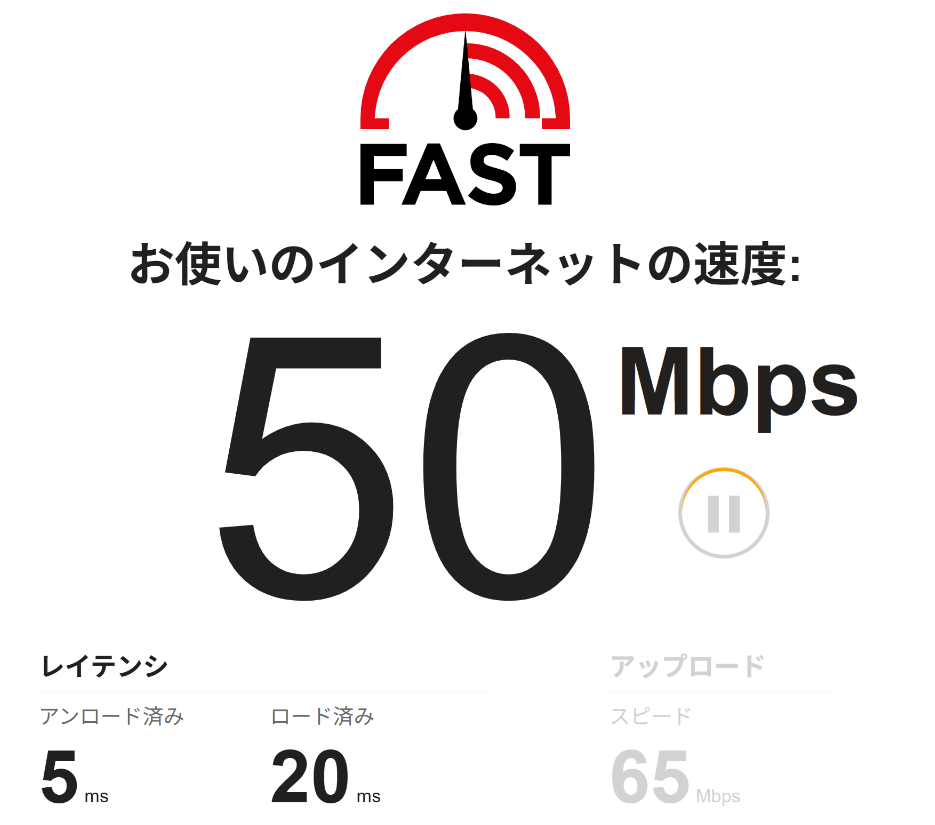 FAST
お使いのインターネットの速度:
50 Mbps
レイテンシ
アンロード済み ロード済み
5 ms 20 ms
アップロード
スピード
65 Mbps